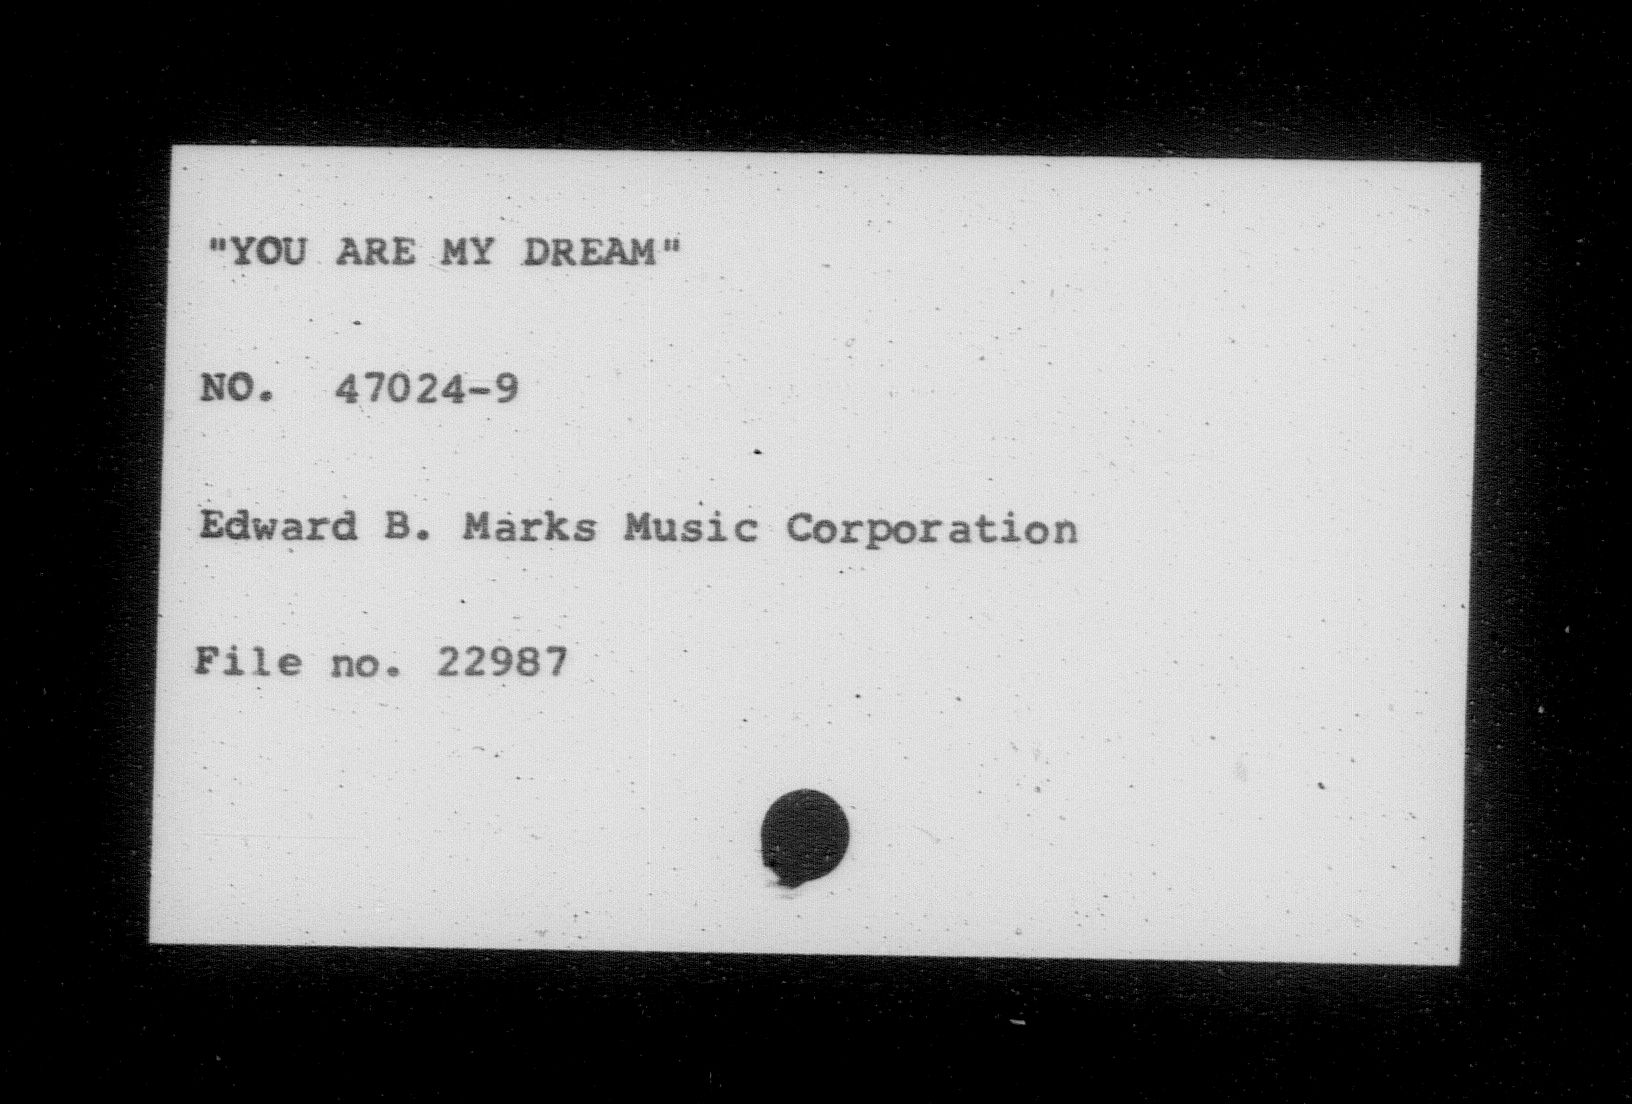 "YOU ARE MY DREAM"
NO. 47024-9
Edward B. Marks Music Corporation
File no. 22987